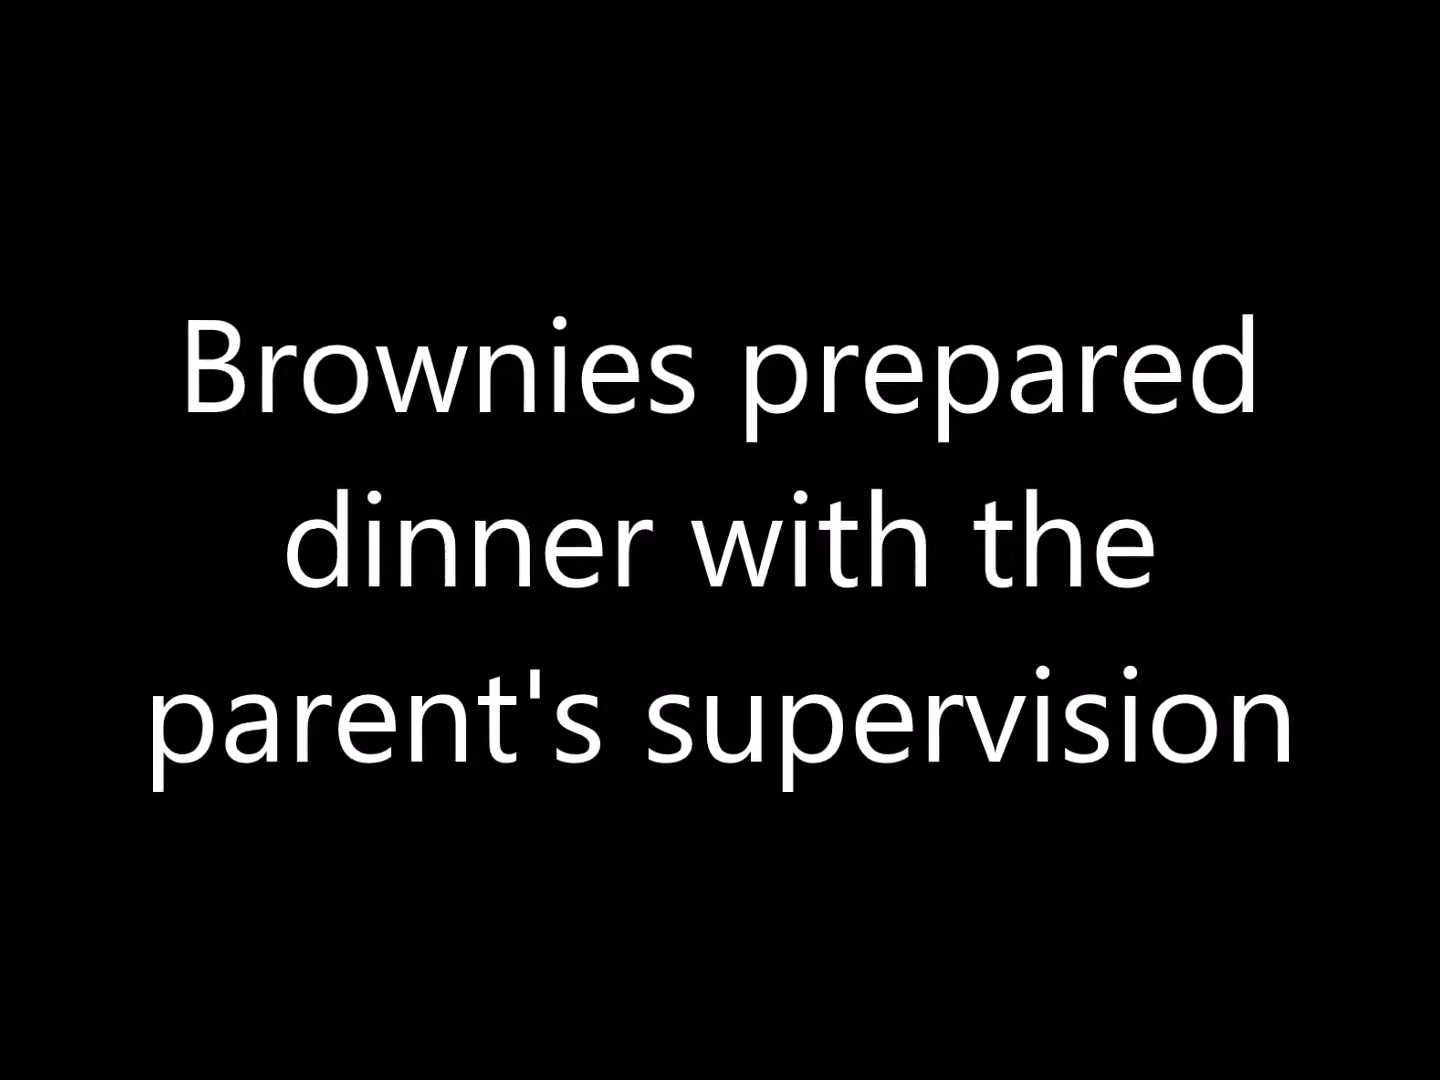 Brownies prepared
dinner with the
parent's supervision